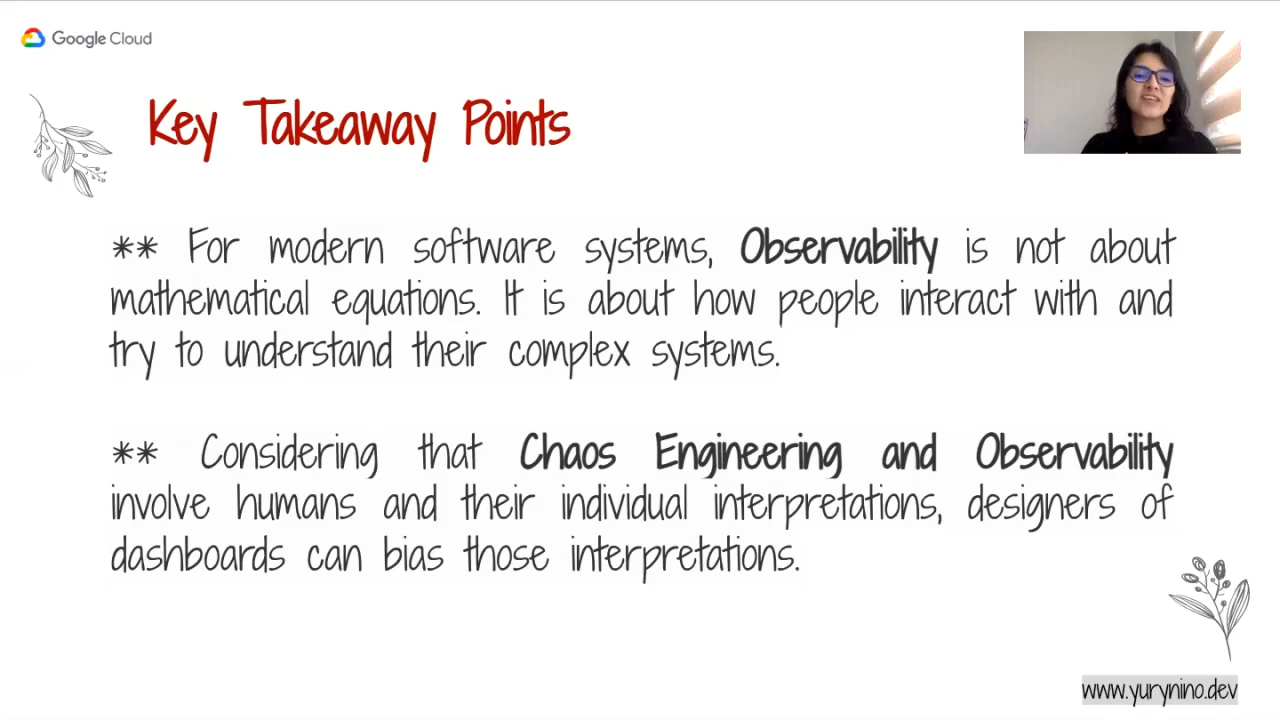 Google Cloud
Key Takeaway Points
** For modern software systems, Observability is not about
mathematical equations. It is about how people interact with and
try to understand their complex systems.
** Considering that Chaos Engineering and Observability
involve humans and their individual interpretations, designers of
dashboards can bias those interpretations.
www.yurynino.dev